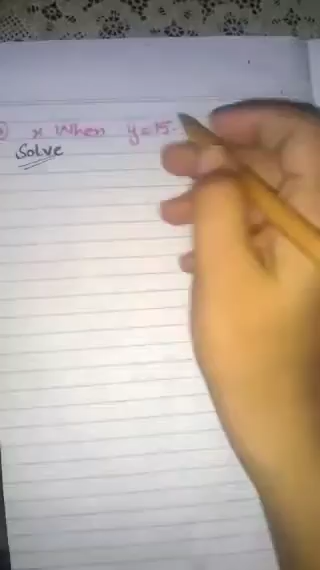 x When y=15.
Solve